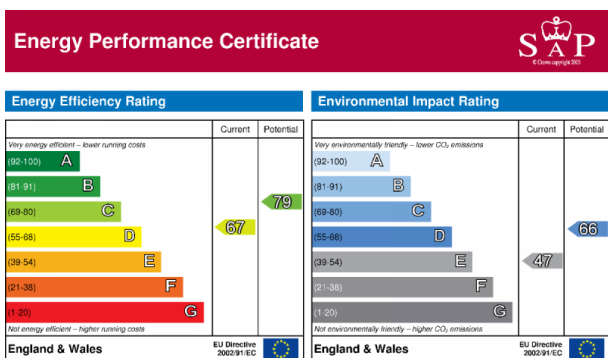 Energy Performance Certificate
SAP
© Crown copyright 2005
Energy Efficiency Rating
Current
Potential
Very energy efficient – lower running costs
(92-100) A
(81-91) B
(69-80) C
79
(55-68) D
67
(39-54) E
(21-38) F
(1-20) G
Not energy efficient – higher running costs
England & Wales
EU Directive
2002/91/EC
Environmental Impact Rating
Current
Potential
Very environmentally friendly – lower CO₂ emissions
(92-100) A
(81-91) B
(69-80) C
(55-68) D
66
(39-54) E
47
(21-38) F
(1-20) G
Not environmentally friendly – higher CO₂ emissions
England & Wales
EU Directive
2002/91/EC